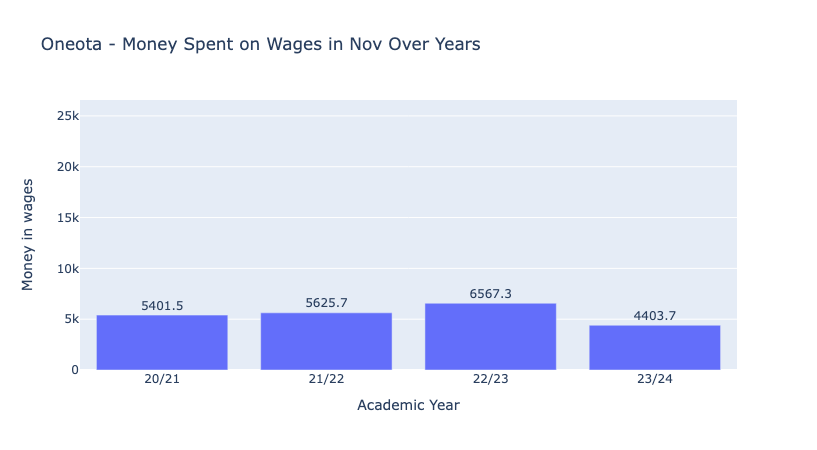 Oneota - Money Spent on Wages in Nov Over Years
Money in wages
25k
20k
15k
10k
5k
0
5401.5
5625.7
6567.3
4403.7
20/21
21/22
22/23
23/24
Academic Year